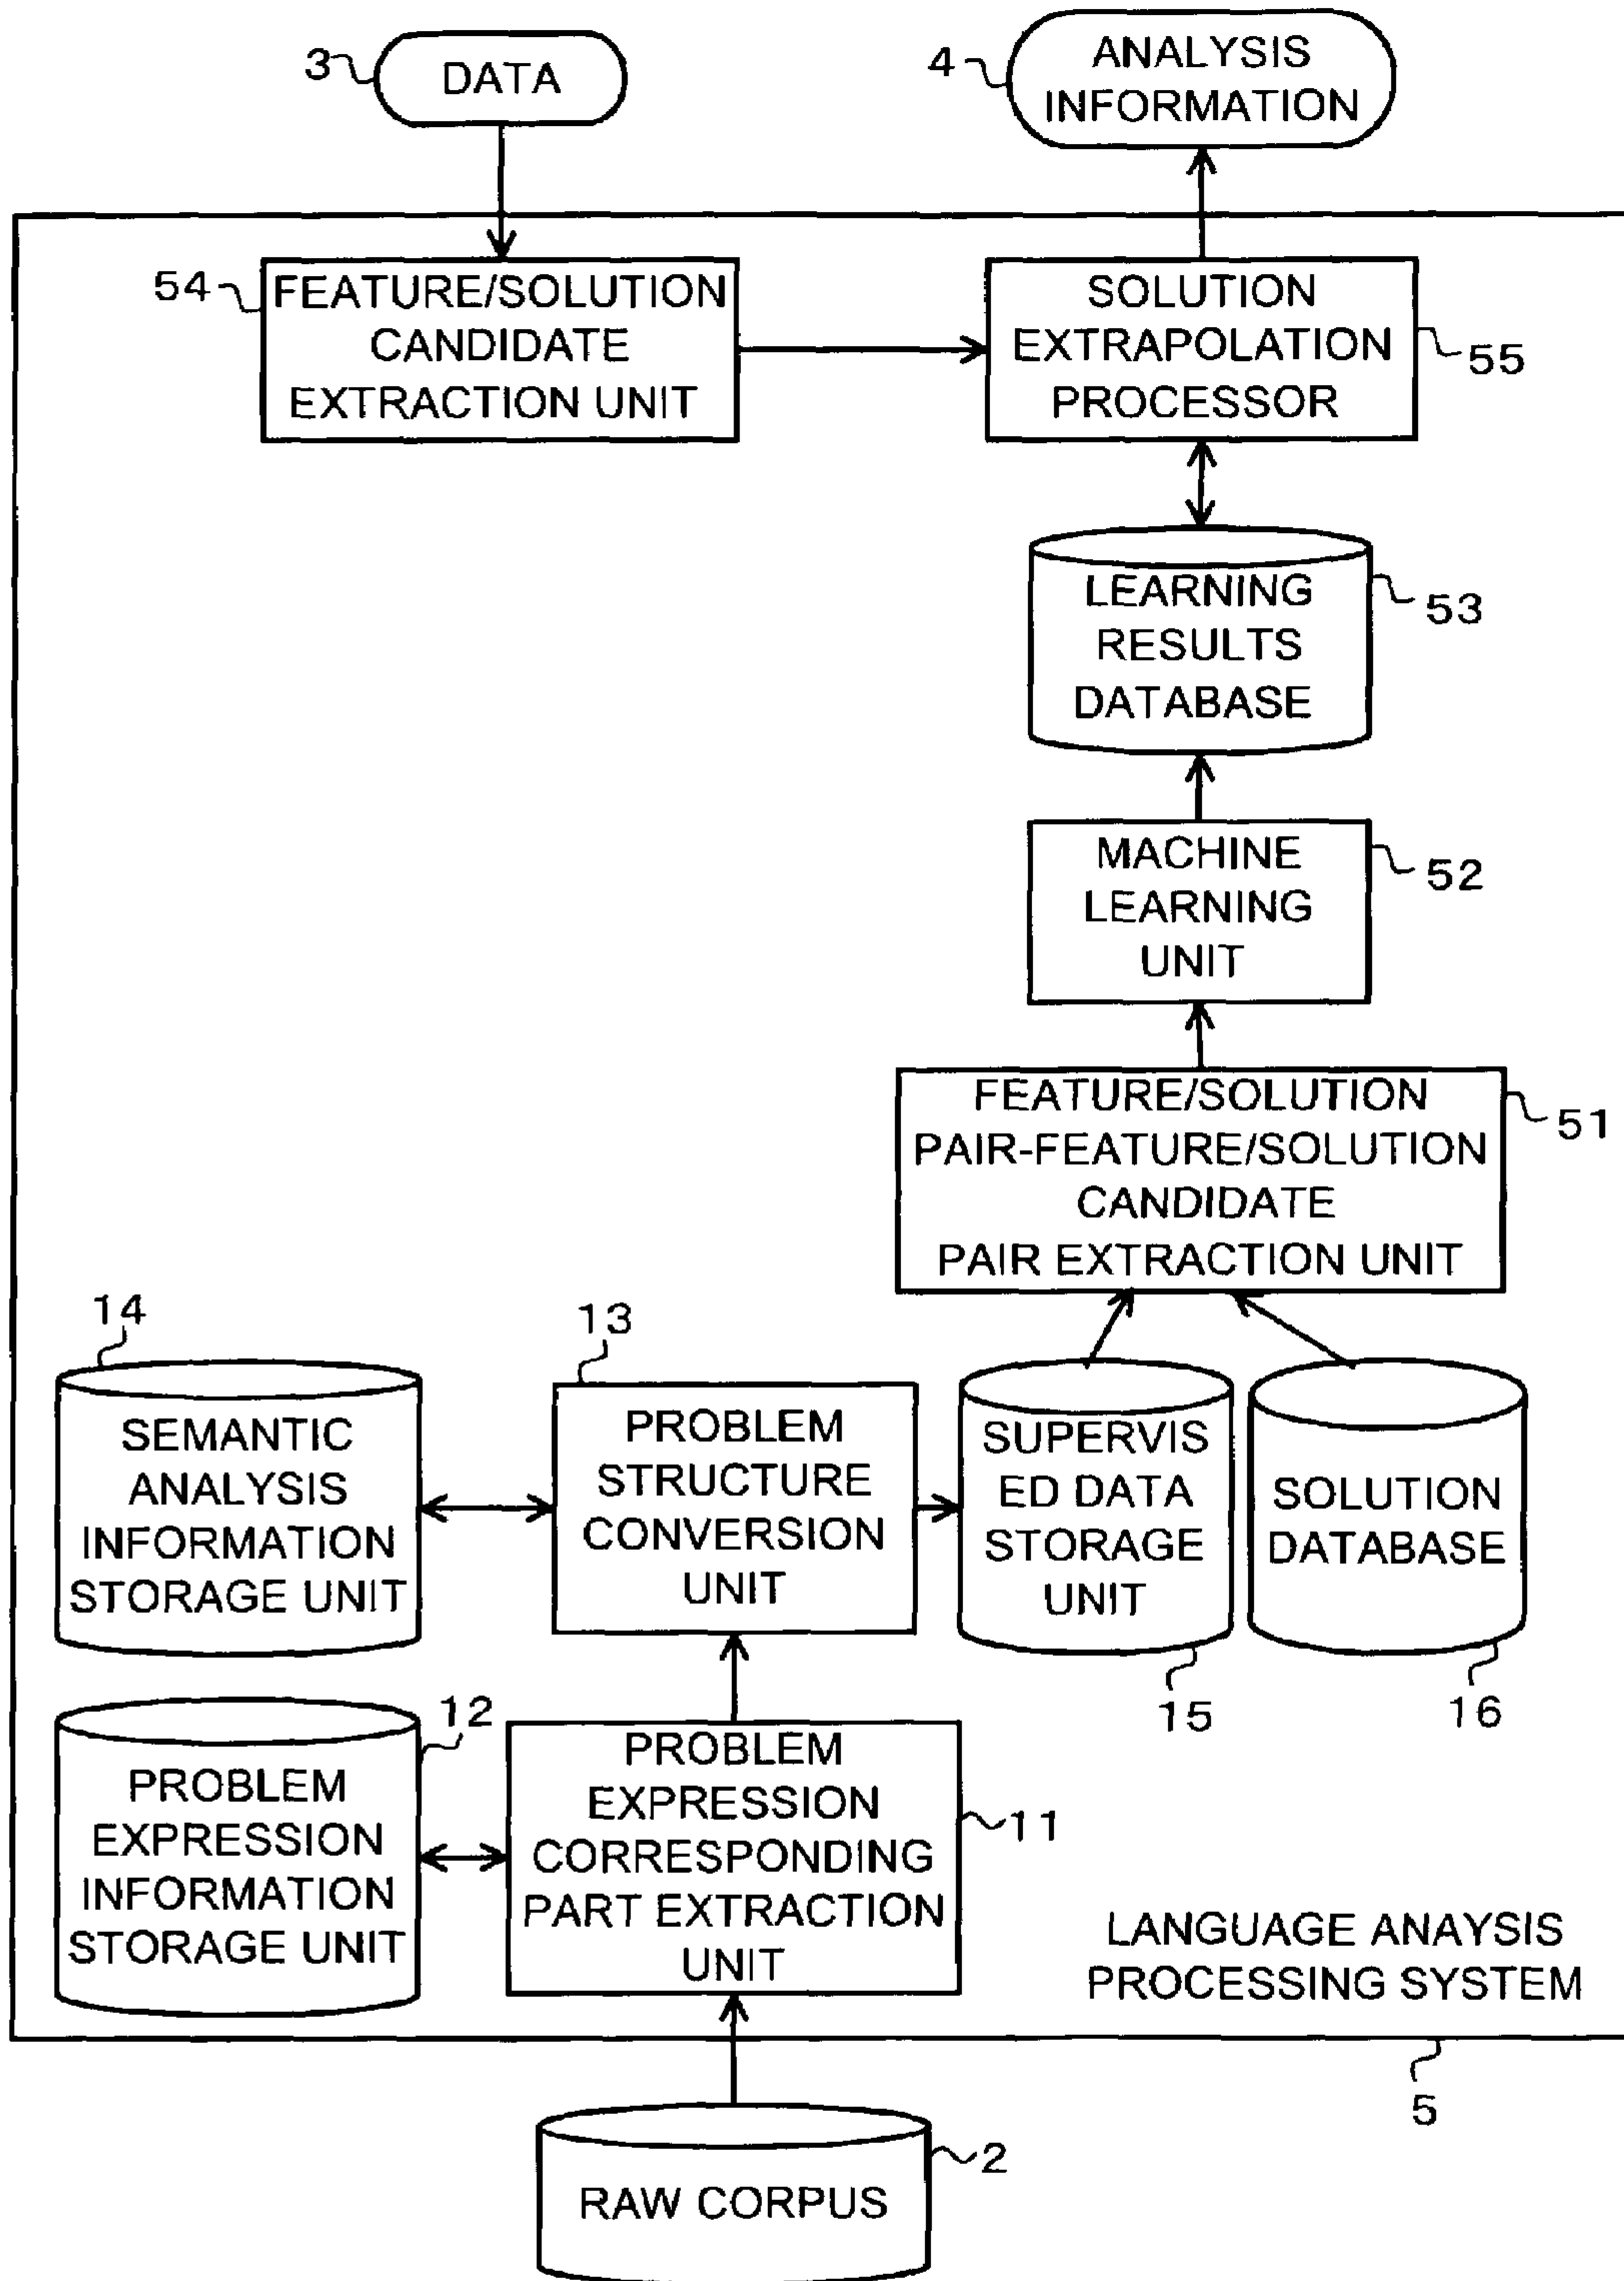 3
DATA
4
ANALYSIS
INFORMATION
54
FEATURE/SOLUTION
CANDIDATE
EXTRACTION UNIT
SOLUTION
EXTRAPOLATION
PROCESSOR
55
LEARNING
RESULTS
DATABASE
53
MACHINE
LEARNING
UNIT
52
FEATURE/SOLUTION
PAIR-FEATURE/SOLUTION
CANDIDATE
PAIR EXTRACTION UNIT
51
14
SEMANTIC
ANALYSIS
INFORMATION
STORAGE UNIT
13
PROBLEM
STRUCTURE
CONVERSION
UNIT
SUPERVIS
ED DATA
STORAGE
UNIT
15
SOLUTION
DATABASE
16
12
PROBLEM
EXPRESSION
INFORMATION
STORAGE UNIT
PROBLEM
EXPRESSION
CORRESPONDING
PART EXTRACTION
UNIT
11
LANGUAGE ANAYSIS
PROCESSING SYSTEM
5
2
RAW CORPUS